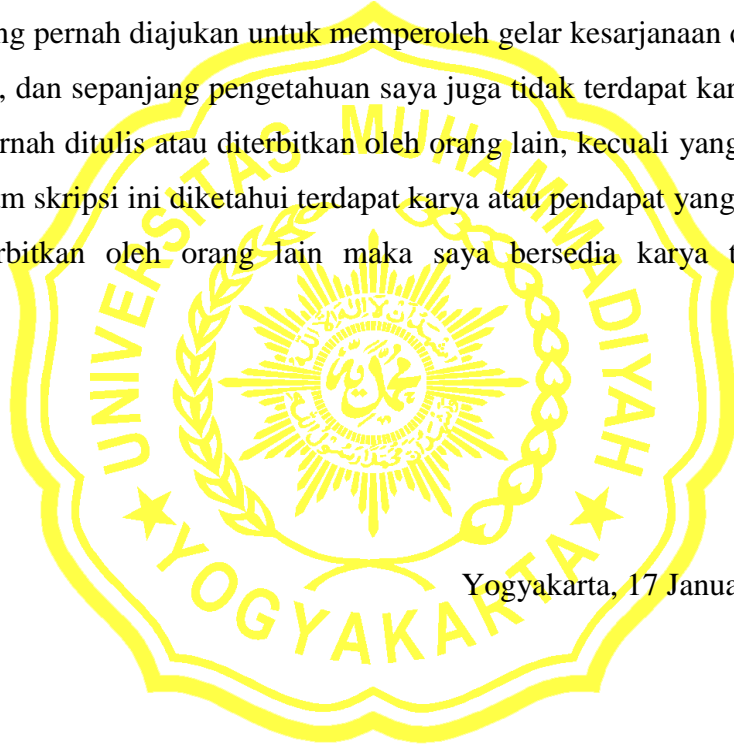 ng pernah diajukan untuk memperoleh gelar kesarjanaan
, dan sepanjang pengetahuan saya juga tidak terdapat kar
rnah ditulis atau diterbitkan oleh orang lain, kecuali yang
m skripsi ini diketahui terdapat karya atau pendapat yang
rbitkan oleh orang lain maka saya bersedia karya t
UNIVERSITAS MUHAMMADIYAH
YOGYAKARTA
Yogyakarta, 17 Janua